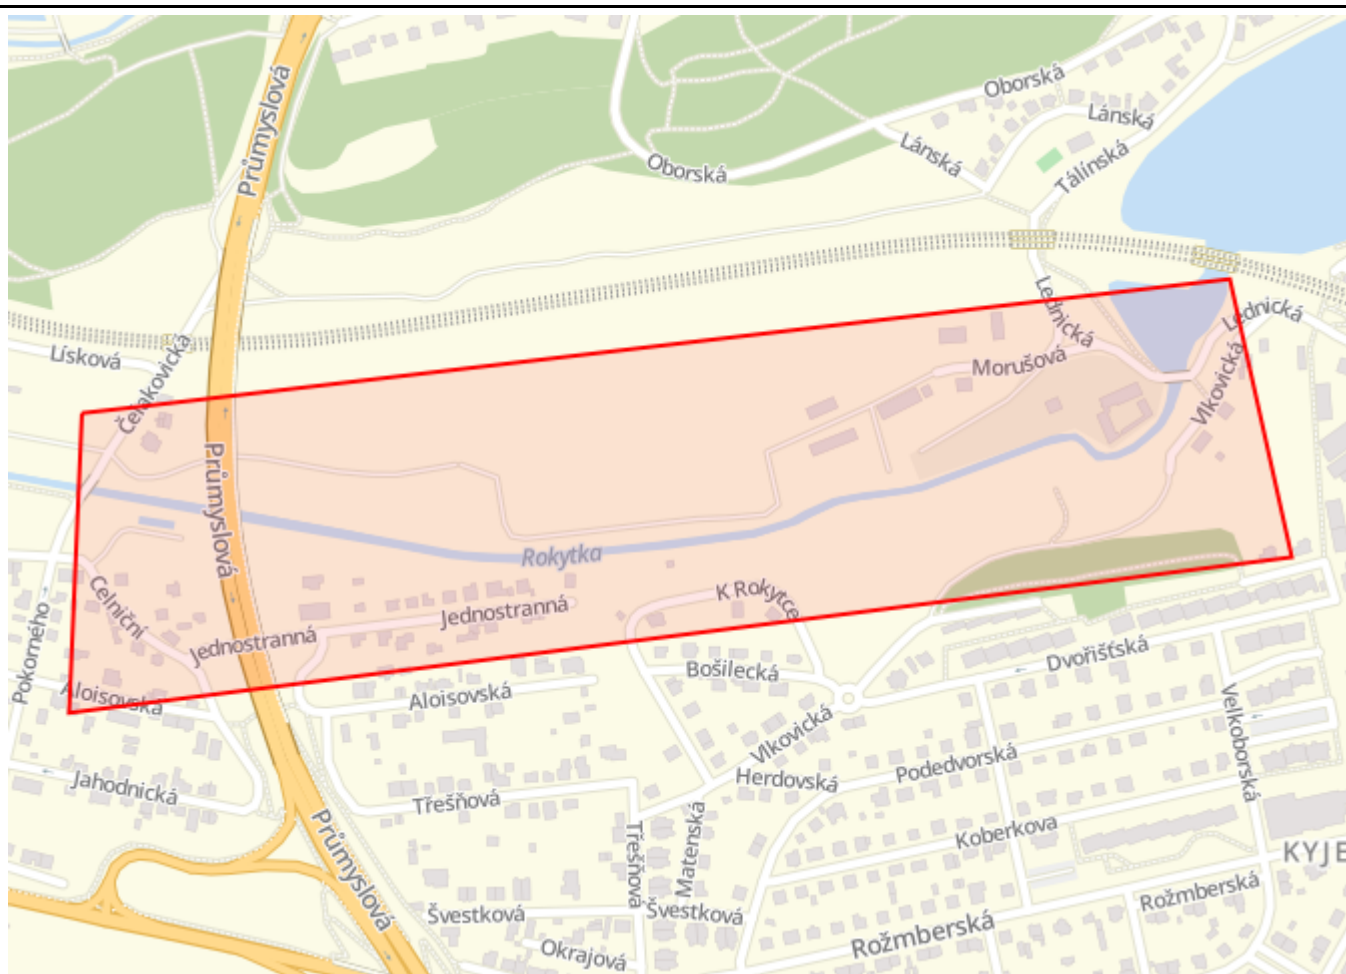 Průmyslová
Oborská
Lánská
Oborská
Lánská
Tálínská
Lísková
Čelakovická
Lednická
Lednická
Morušová
Vlkovická
Průmyslová
Rokytka
Celniční
K Rokytce
Jednostranná
Jednostranná
Pokorného
Aloisovská
Aloisovská
Bošilecká
Dvořišťská
Velkoborská
Vlkovická
Podedvorská
Herdovská
Jahodnická
Třešňová
Průmyslová
Třešňová
Matenská
Koberkova
KYJE
Rožmberská
Švestková
Švestková
Rožmberská
Okrajová